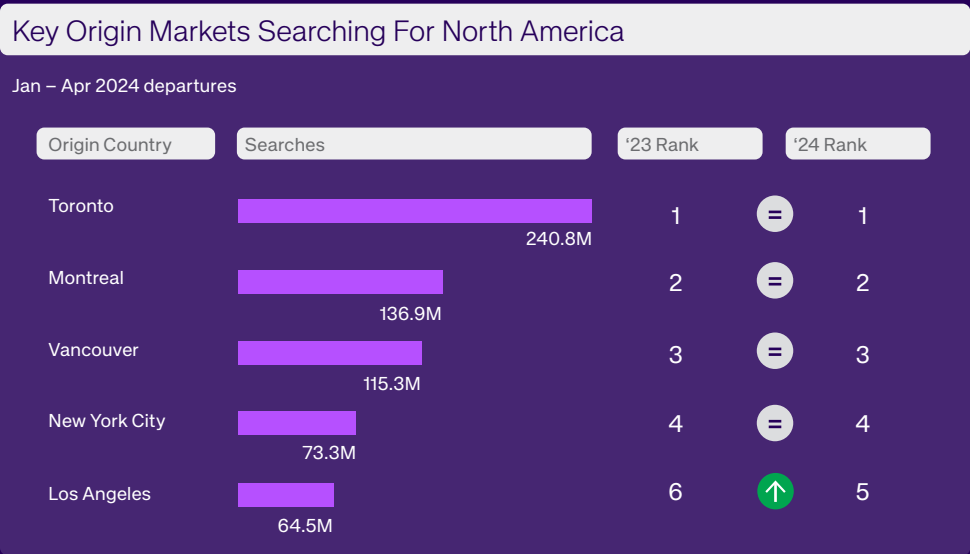 Key Origin Markets Searching For North America
Jan – Apr 2024 departures
Origin Country Searches ‘23 Rank ‘24 Rank
Toronto 1 = 1
240.8M
Montreal 2 = 2
136.9M
Vancouver 3 = 3
115.3M
New York City 4 = 4
73.3M
Los Angeles 6 5
64.5M